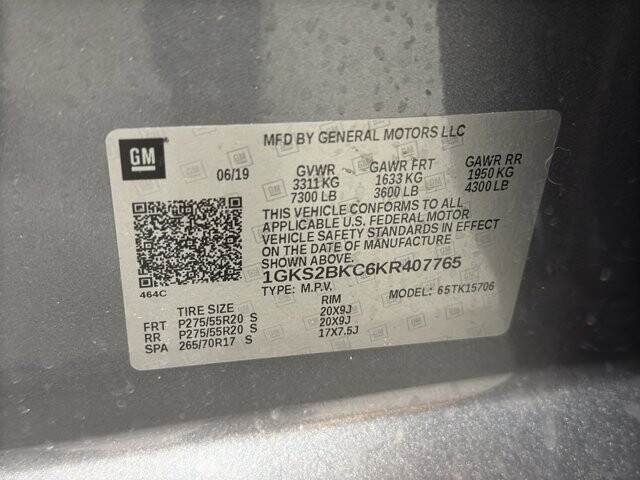 MFD BY GENERAL MOTORS LLC
GM
06/19
GVWR GAWR FRT GAWR RR
3311 KG 1633 KG 1950 KG
7300 LB 3600 LB 4300 LB
THIS VEHICLE CONFORMS TO ALL
APPLICABLE U.S. FEDERAL MOTOR
VEHICLE SAFETY STANDARDS IN EFFECT
ON THE DATE OF MANUFACTURE
SHOWN ABOVE.
1GKS2BKC6KR407765
464C
TYPE: M.P.V. MODEL: 65TK15706
TIRE SIZE RIM
FRT P275/55R20 S 20X9J
RR P275/55R20 S 20X9J
SPA 265/70R17 S 17X7.5J